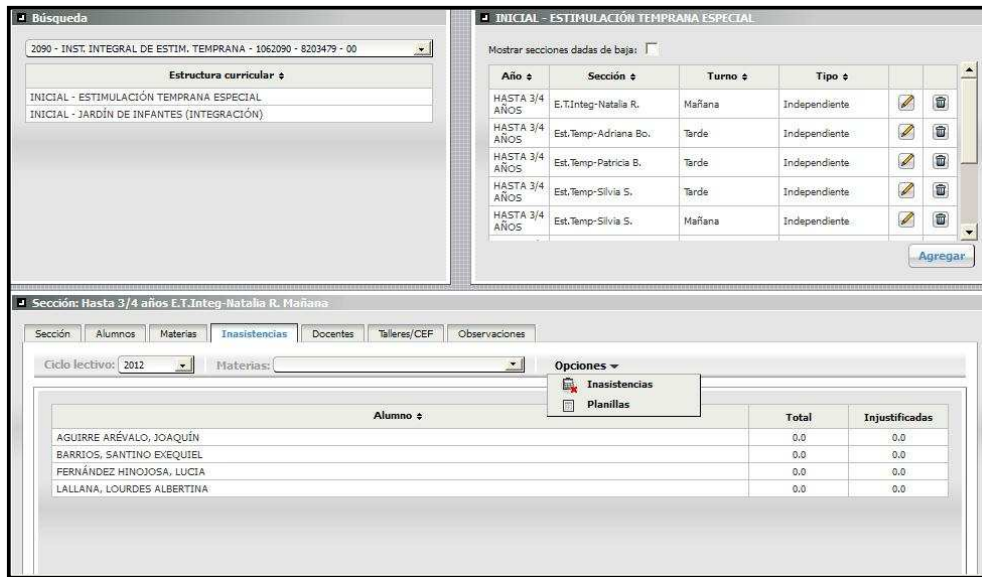 Búsqueda
2090 - INST. INTEGRAL DE ESTIM. TEMPRANA - 1062090 - 8203479 - 00
Estructura curricular
INICIAL - ESTIMULACIÓN TEMPRANA ESPECIAL
INICIAL - JARDÍN DE INFANTES (INTEGRACIÓN)
INICIAL - ESTIMULACIÓN TEMPRANA ESPECIAL
Mostrar secciones dadas de baja:
Año Sección Turno Tipo
HASTA 3/4 AÑOS E.T.Integ-Natalia R. Mañana Independiente
HASTA 3/4 AÑOS Est.Temp-Adriana Bo. Tarde Independiente
HASTA 3/4 AÑOS Est.Temp-Patricia B. Tarde Independiente
HASTA 3/4 AÑOS Est.Temp-Silvia S. Tarde Independiente
HASTA 3/4 AÑOS Est.Temp-Silvia S. Mañana Independiente
Agregar
Sección: Hasta 3/4 años E.T.Integ-Natalia R. Mañana
Sección Alumnos Materias Inasistencias Docentes Talleres/CEF Observaciones
Ciclo lectivo: 2012 Materias: Opciones
Inasistencias
Planillas
Alumno Total Injustificadas
AGUIRRE ARÉVALO, JOAQUÍN 0.0 0.0
BARRIOS, SANTINO EXEQUIEL 0.0 0.0
FERNÁNDEZ HINOJOSA, LUCIA 0.0 0.0
LALLANA, LOURDES ALBERTINA 0.0 0.0